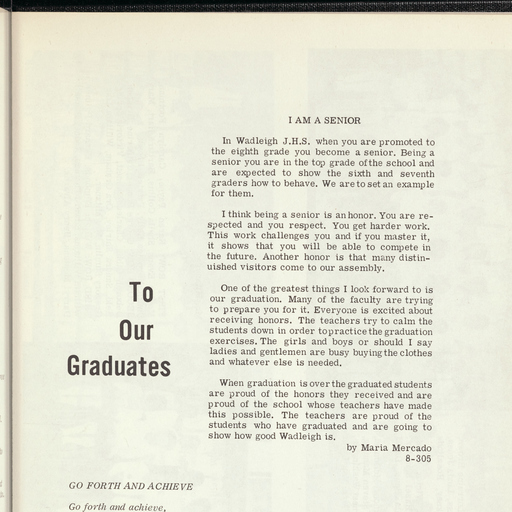 I AM A SENIOR
In Wadleigh J.H.S. when you are promoted to
the eighth grade you become a senior. Being a
senior you are in the top grade of the school and
are expected to show the sixth and seventh
graders how to behave. We are to set an example
for them.
I think being a senior is an honor. You are re-
spected and you respect. You get harder work.
This work challenges you and if you master it,
it shows that you will be able to compete in
the future. Another honor is that many distin-
uished visitors come to our assembly.
One of the greatest things I look forward to is
our graduation. Many of the faculty are trying
to prepare you for it. Everyone is excited about
receiving honors. The teachers try to calm the
students down in order to practice the graduation
exercises. The girls and boys or should I say
ladies and gentlemen are busy buying the clothes
and whatever else is needed.
When graduation is over the graduated students
are proud of the honors they received and are
proud of the school whose teachers have made
this possible. The teachers are proud of the
students who have graduated and are going to
show how good Wadleigh is.
by Maria Mercado
8-305
To
Our
Graduates
GO FORTH AND ACHIEVE
Go forth and achieve,